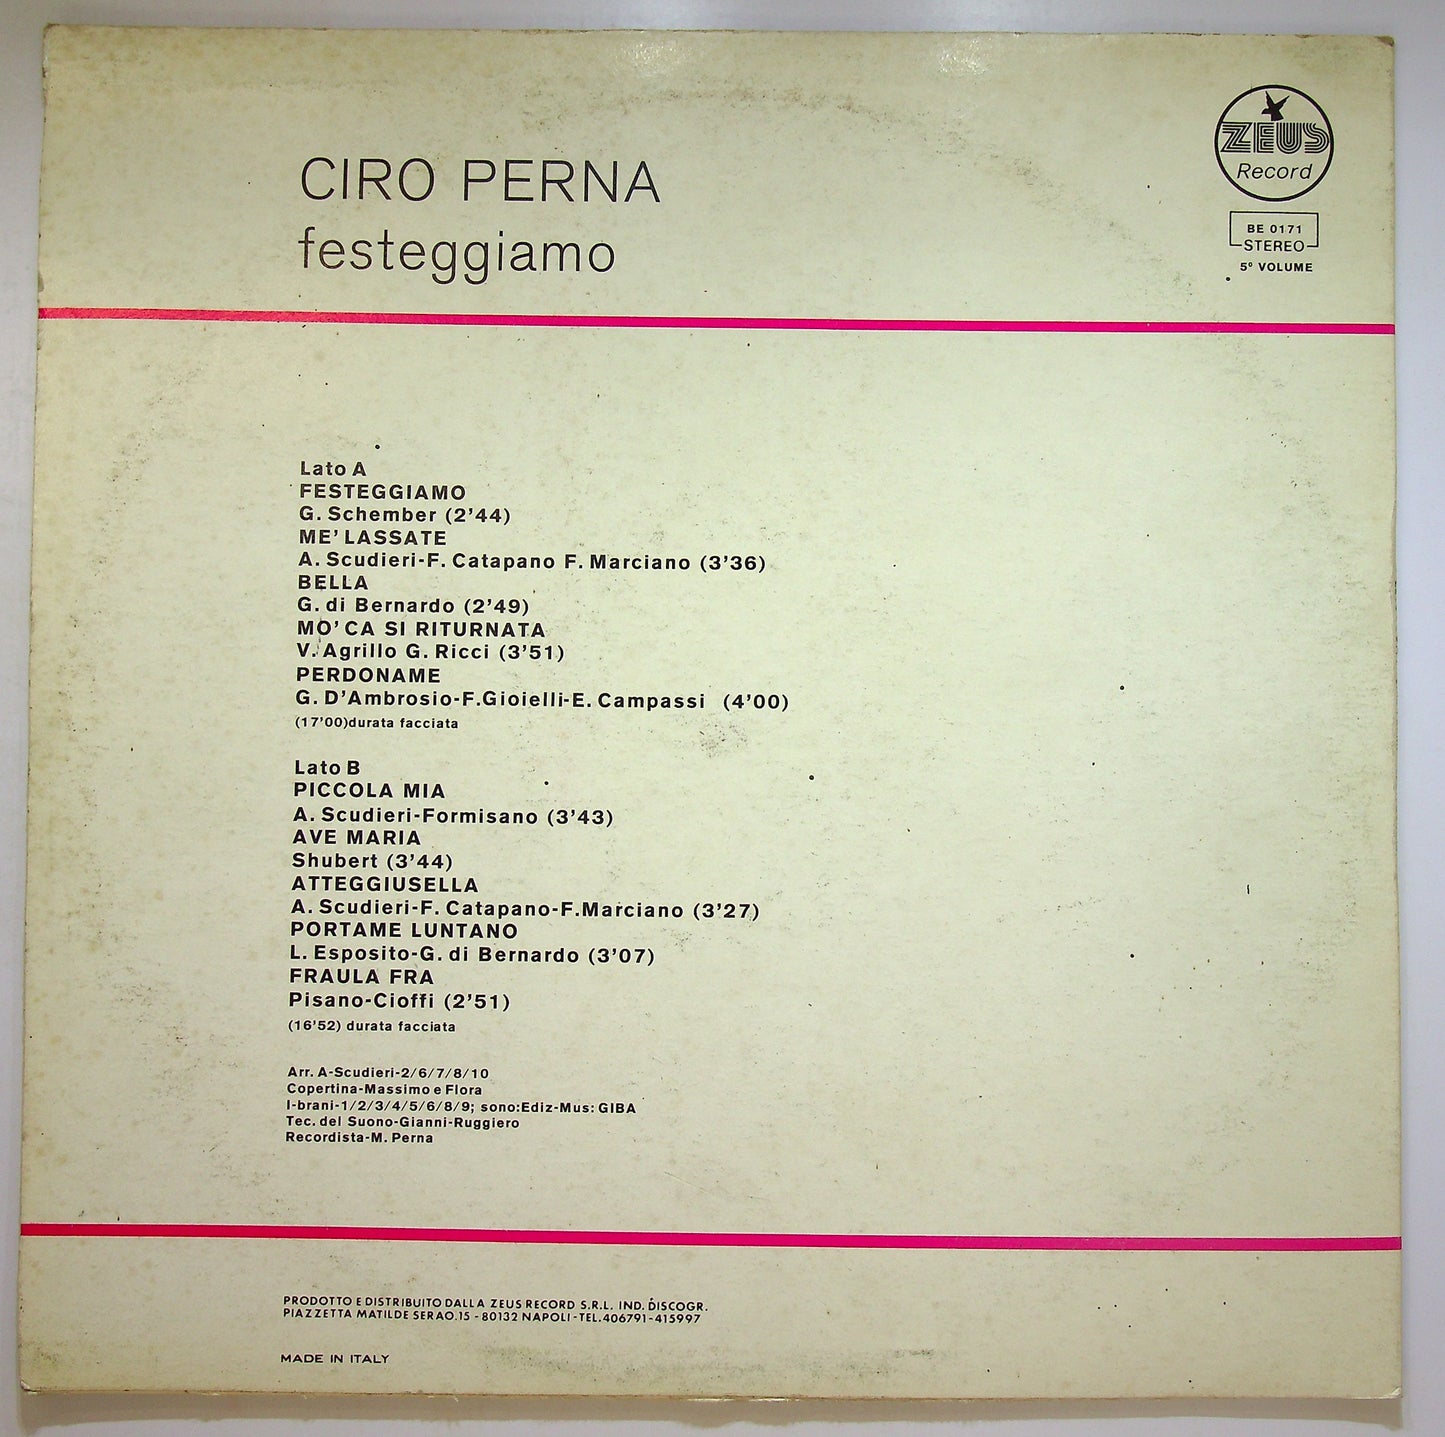 ZEUS
Record
BE 0171
STEREO
5º VOLUME
CIRO PERNA
festeggiamo
Lato A
FESTEGGIAMO
G. Schember (2'44)
ME' LASSATE
A. Scudieri-F. Catapano F. Marciano (3'36)
BELLA
G. di Bernardo (2'49)
MO' CA SI RITURNATA
V. Agrillo G. Ricci (3'51)
PERDONAME
G. D'Ambrosio-F.Gioielli-E. Campassi (4'00)
(17'00)durata facciata
Lato B
PICCOLA MIA
A. Scudieri-Formisano (3'43)
AVE MARIA
Shubert (3'44)
ATTEGGIUSELLA
A. Scudieri-F. Catapano-F.Marciano (3'27)
PORTAME LUNTANO
L. Esposito-G. di Bernardo (3'07)
FRAULA FRA
Pisano-Cioffi (2'51)
(16'52) durata facciata
Arr. A-Scudieri-2/6/7/8/10
Copertina-Massimo e Flora
I-brani-1/2/3/4/5/6/8/9; sono:Ediz-Mus: GIBA
Tec. del Suono-Gianni-Ruggiero
Recordista-M. Perna
PRODOTTO E DISTRIBUITO DALLA ZEUS RECORD S.R.L. IND. DISCOGR.
PIAZZETTA MATILDE SERAO.15 - 80132 NAPOLI - TEL.406791-415997
MADE IN ITALY